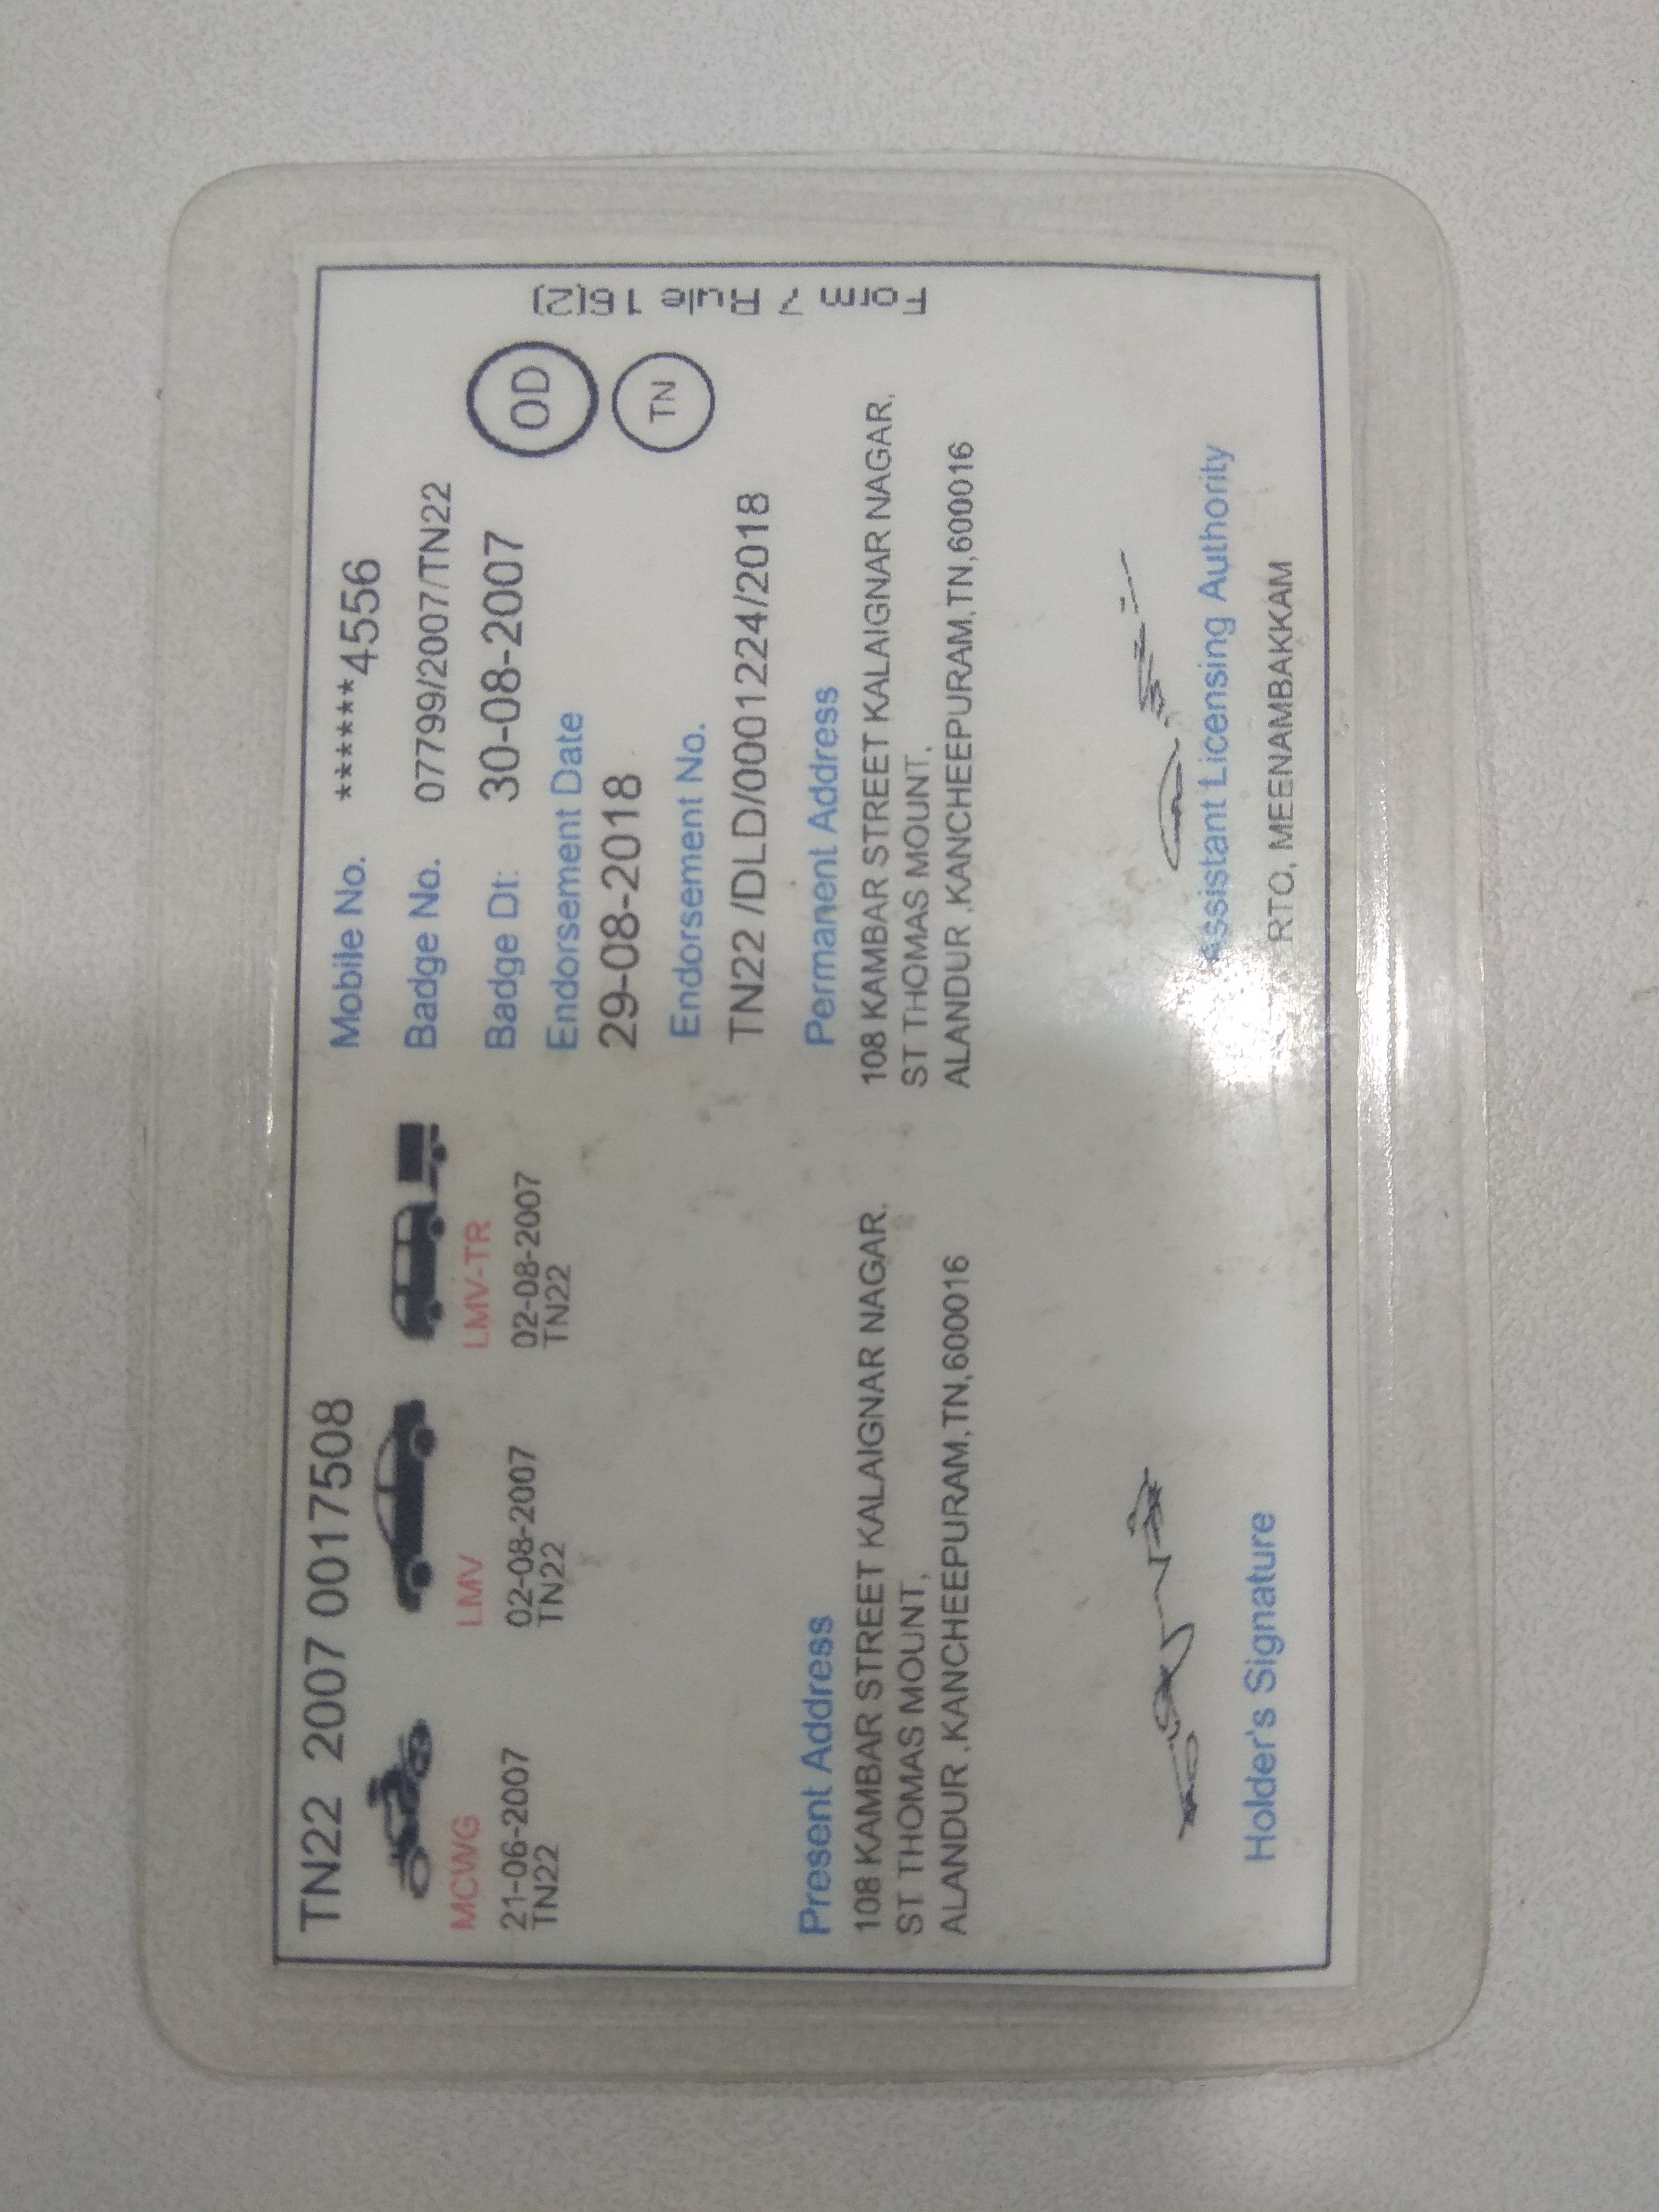 TN22 2007 0017508
MCWG
21-06-2007
TN22
LMV
02-08-2007
TN22
LMV-TR
02-08-2007
TN22
Mobile No. ******4556
Badge No. 07799/2007/TN22
Badge Dt: 30-08-2007
Endorsement Date
29-08-2018
Endorsement No.
TN22 /DLD/0001224/2018
OD
TN
Form 7 Rule 16(2)
Present Address
108 KAMBAR STREET KALAIGNAR NAGAR,
ST THOMAS MOUNT,
ALANDUR ,KANCHEEPURAM,TN,600016
Permanent Address
108 KAMBAR STREET KALAIGNAR NAGAR,
ST THOMAS MOUNT,
ALANDUR ,KANCHEEPURAM,TN,600016
Holder's Signature
Assistant Licensing Authority
RTO, MEENAMBAKKAM